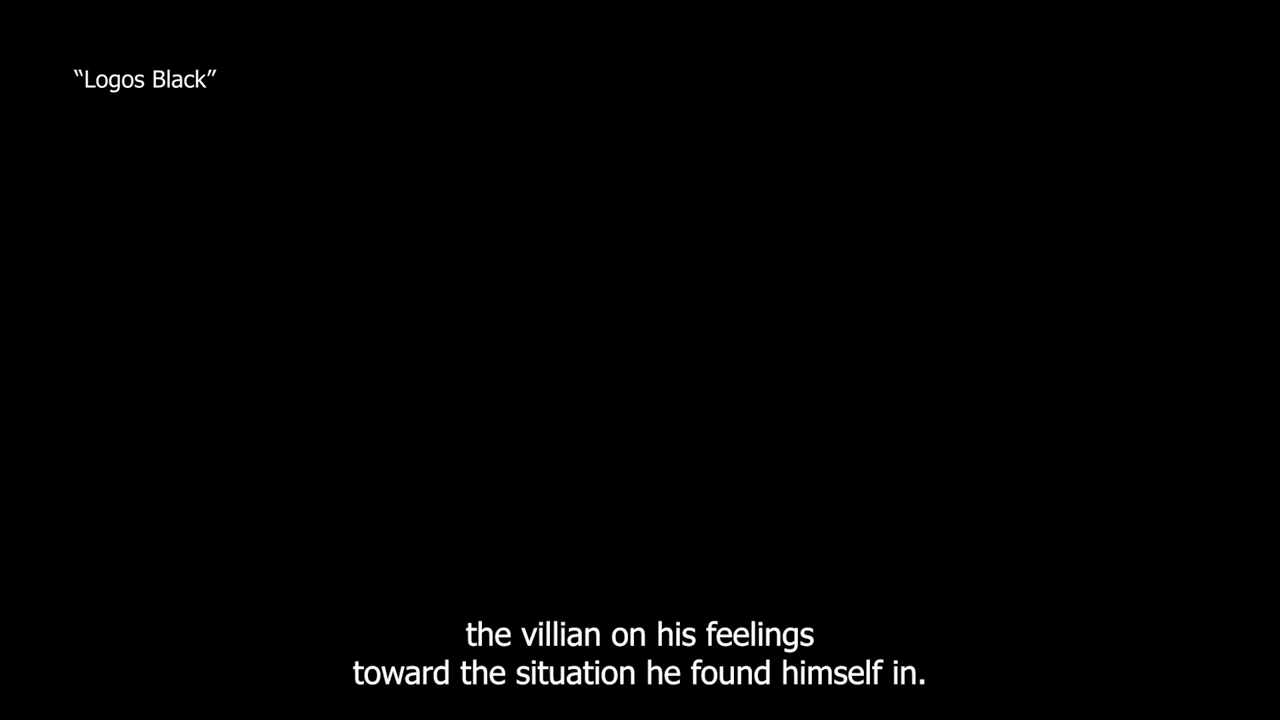 “Logos Black”
the villian on his feelings
toward the situation he found himself in.